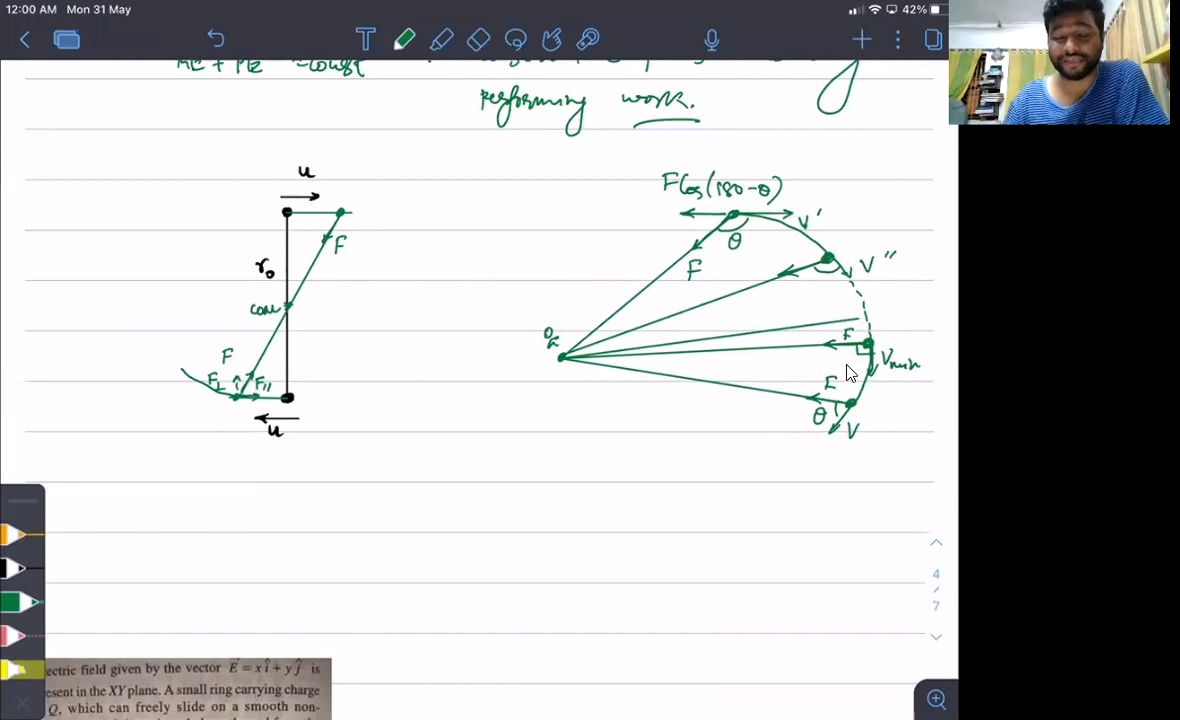 12:00 AM Mon 31 May
42%
T
ME + PE = const
performing work.
u
r₀
F
com
F
F⊥
F||
u
F Cos(180-θ)
V'
θ
F
V"
F
Vmin
F
θ
V
4
/
7
ectric field given by the vector E = x î + y ĵ is
esent in the XY plane. A small ring carrying charge
Q, which can freely slide on a smooth non-